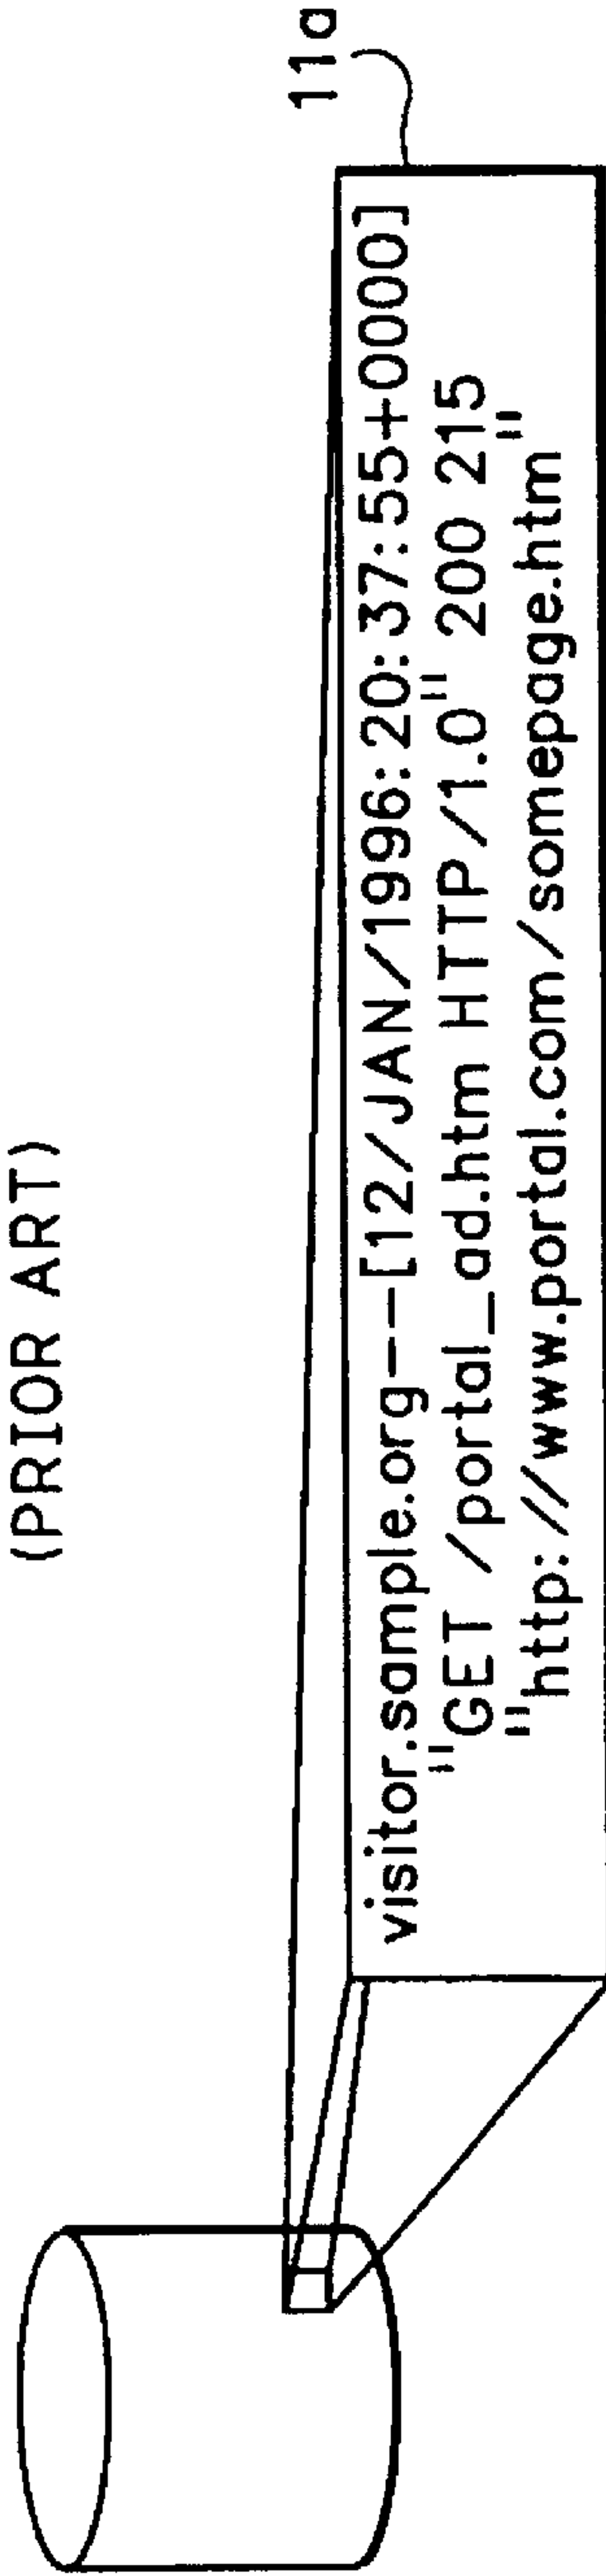 (PRIOR ART)
11a
visitor.sample.org--[12/JAN/1996:20:37:55+0000]
"GET /portal_ad.htm HTTP/1.0" 200 215
"http://www.portal.com/somepage.htm"